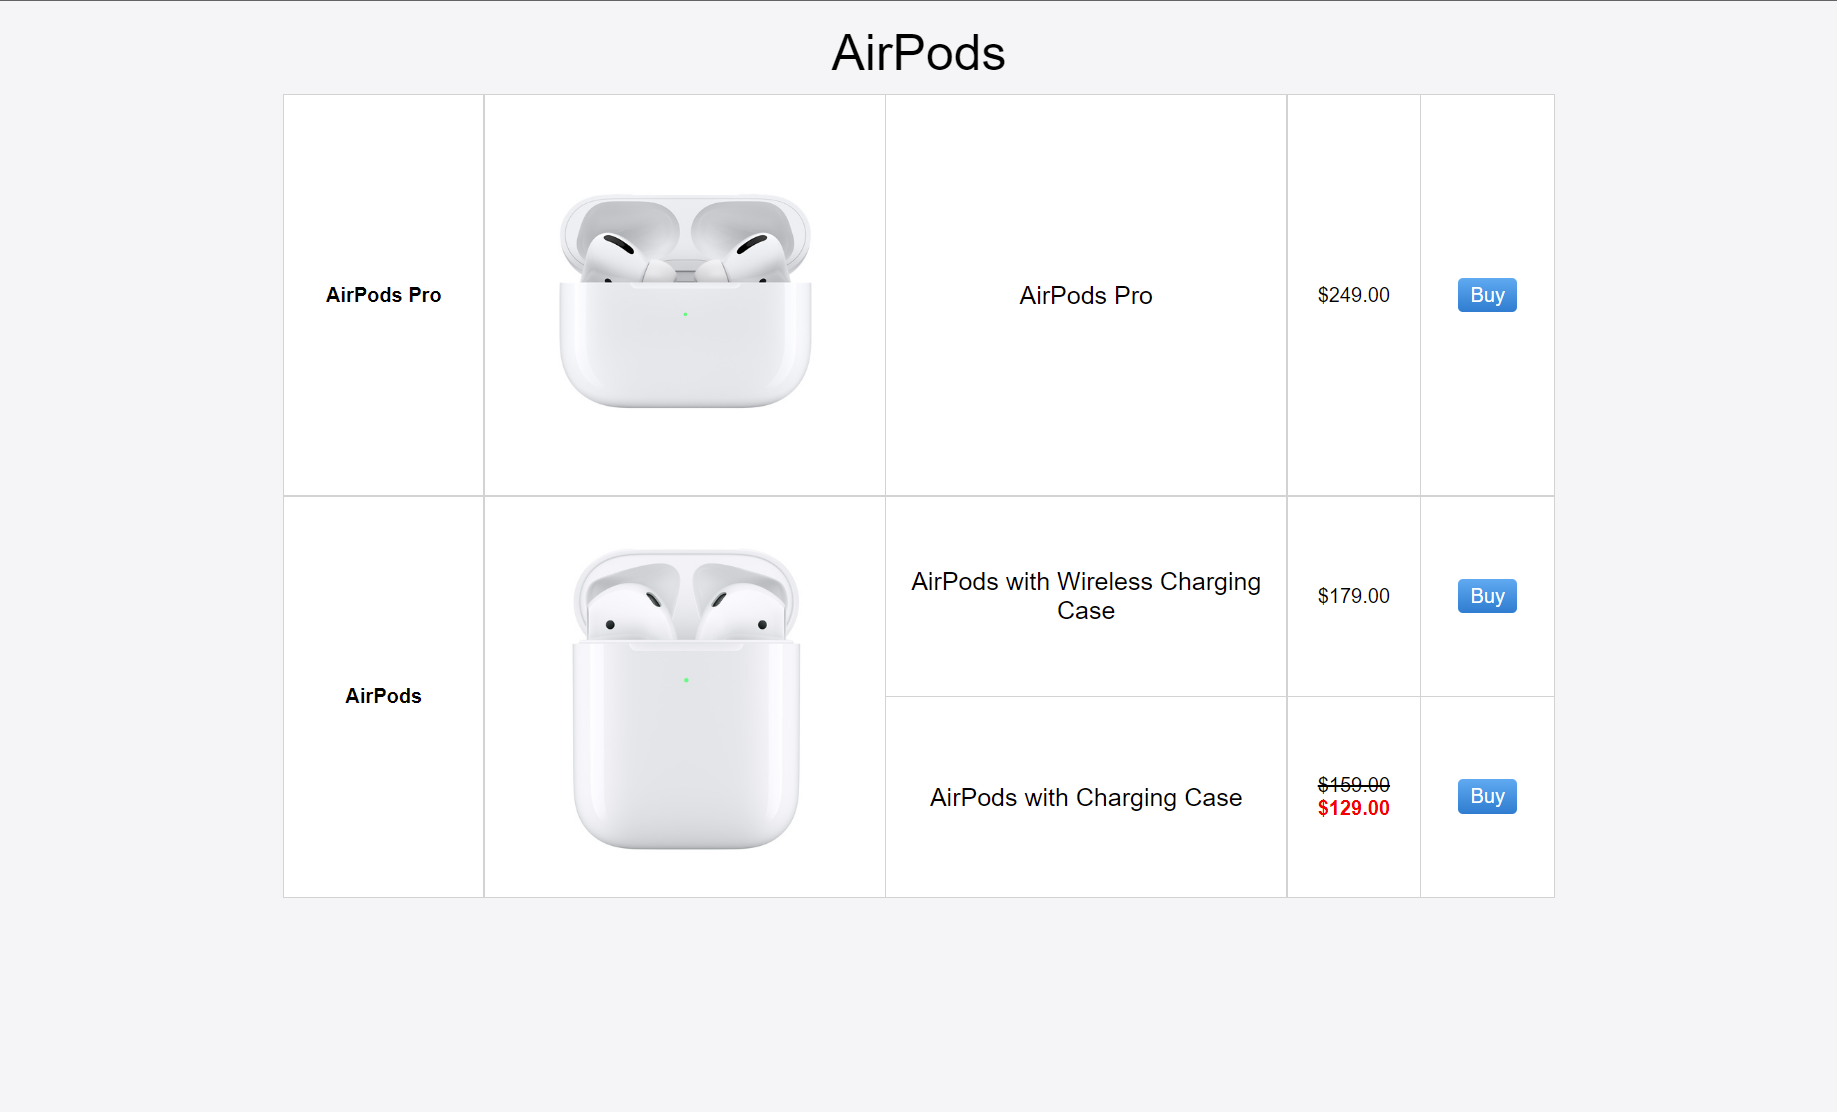 AirPods
AirPods Pro
AirPods Pro
$249.00
Buy
AirPods
AirPods with Wireless Charging
Case
$179.00
Buy
AirPods with Charging Case
$159.00
$129.00
Buy